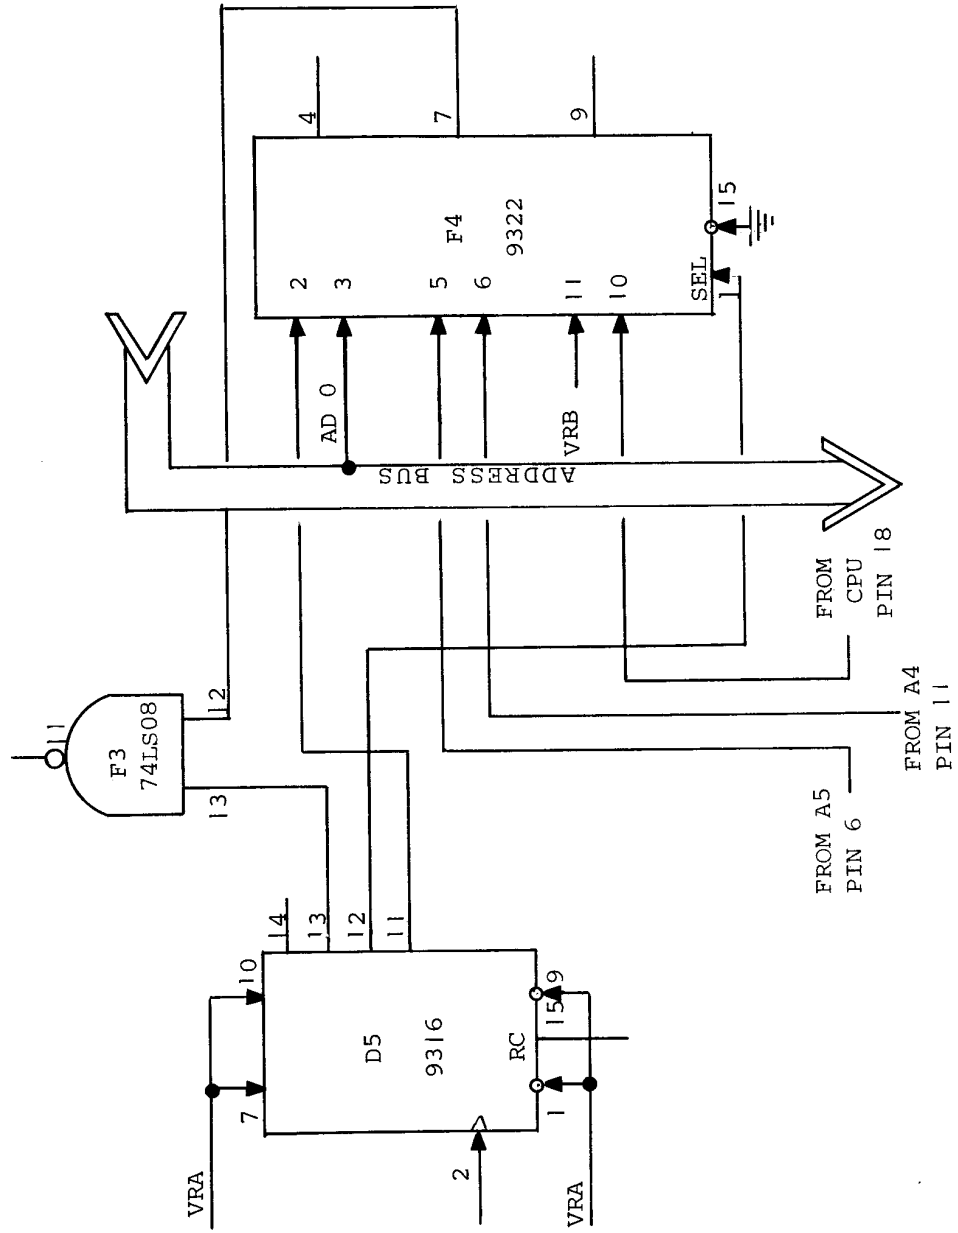 4
7
9
F4
9322
15
2
3
5
6
11
10
SEL
1
AD 0
VRB
ADDRESS BUS
FROM
CPU
PIN 18
FROM A4
PIN 11
FROM A5
PIN 6
11
F3
74LS08
12
13
14
13
12
11
10
9
15
D5
9316
RC
7
1
2
VRA
VRA